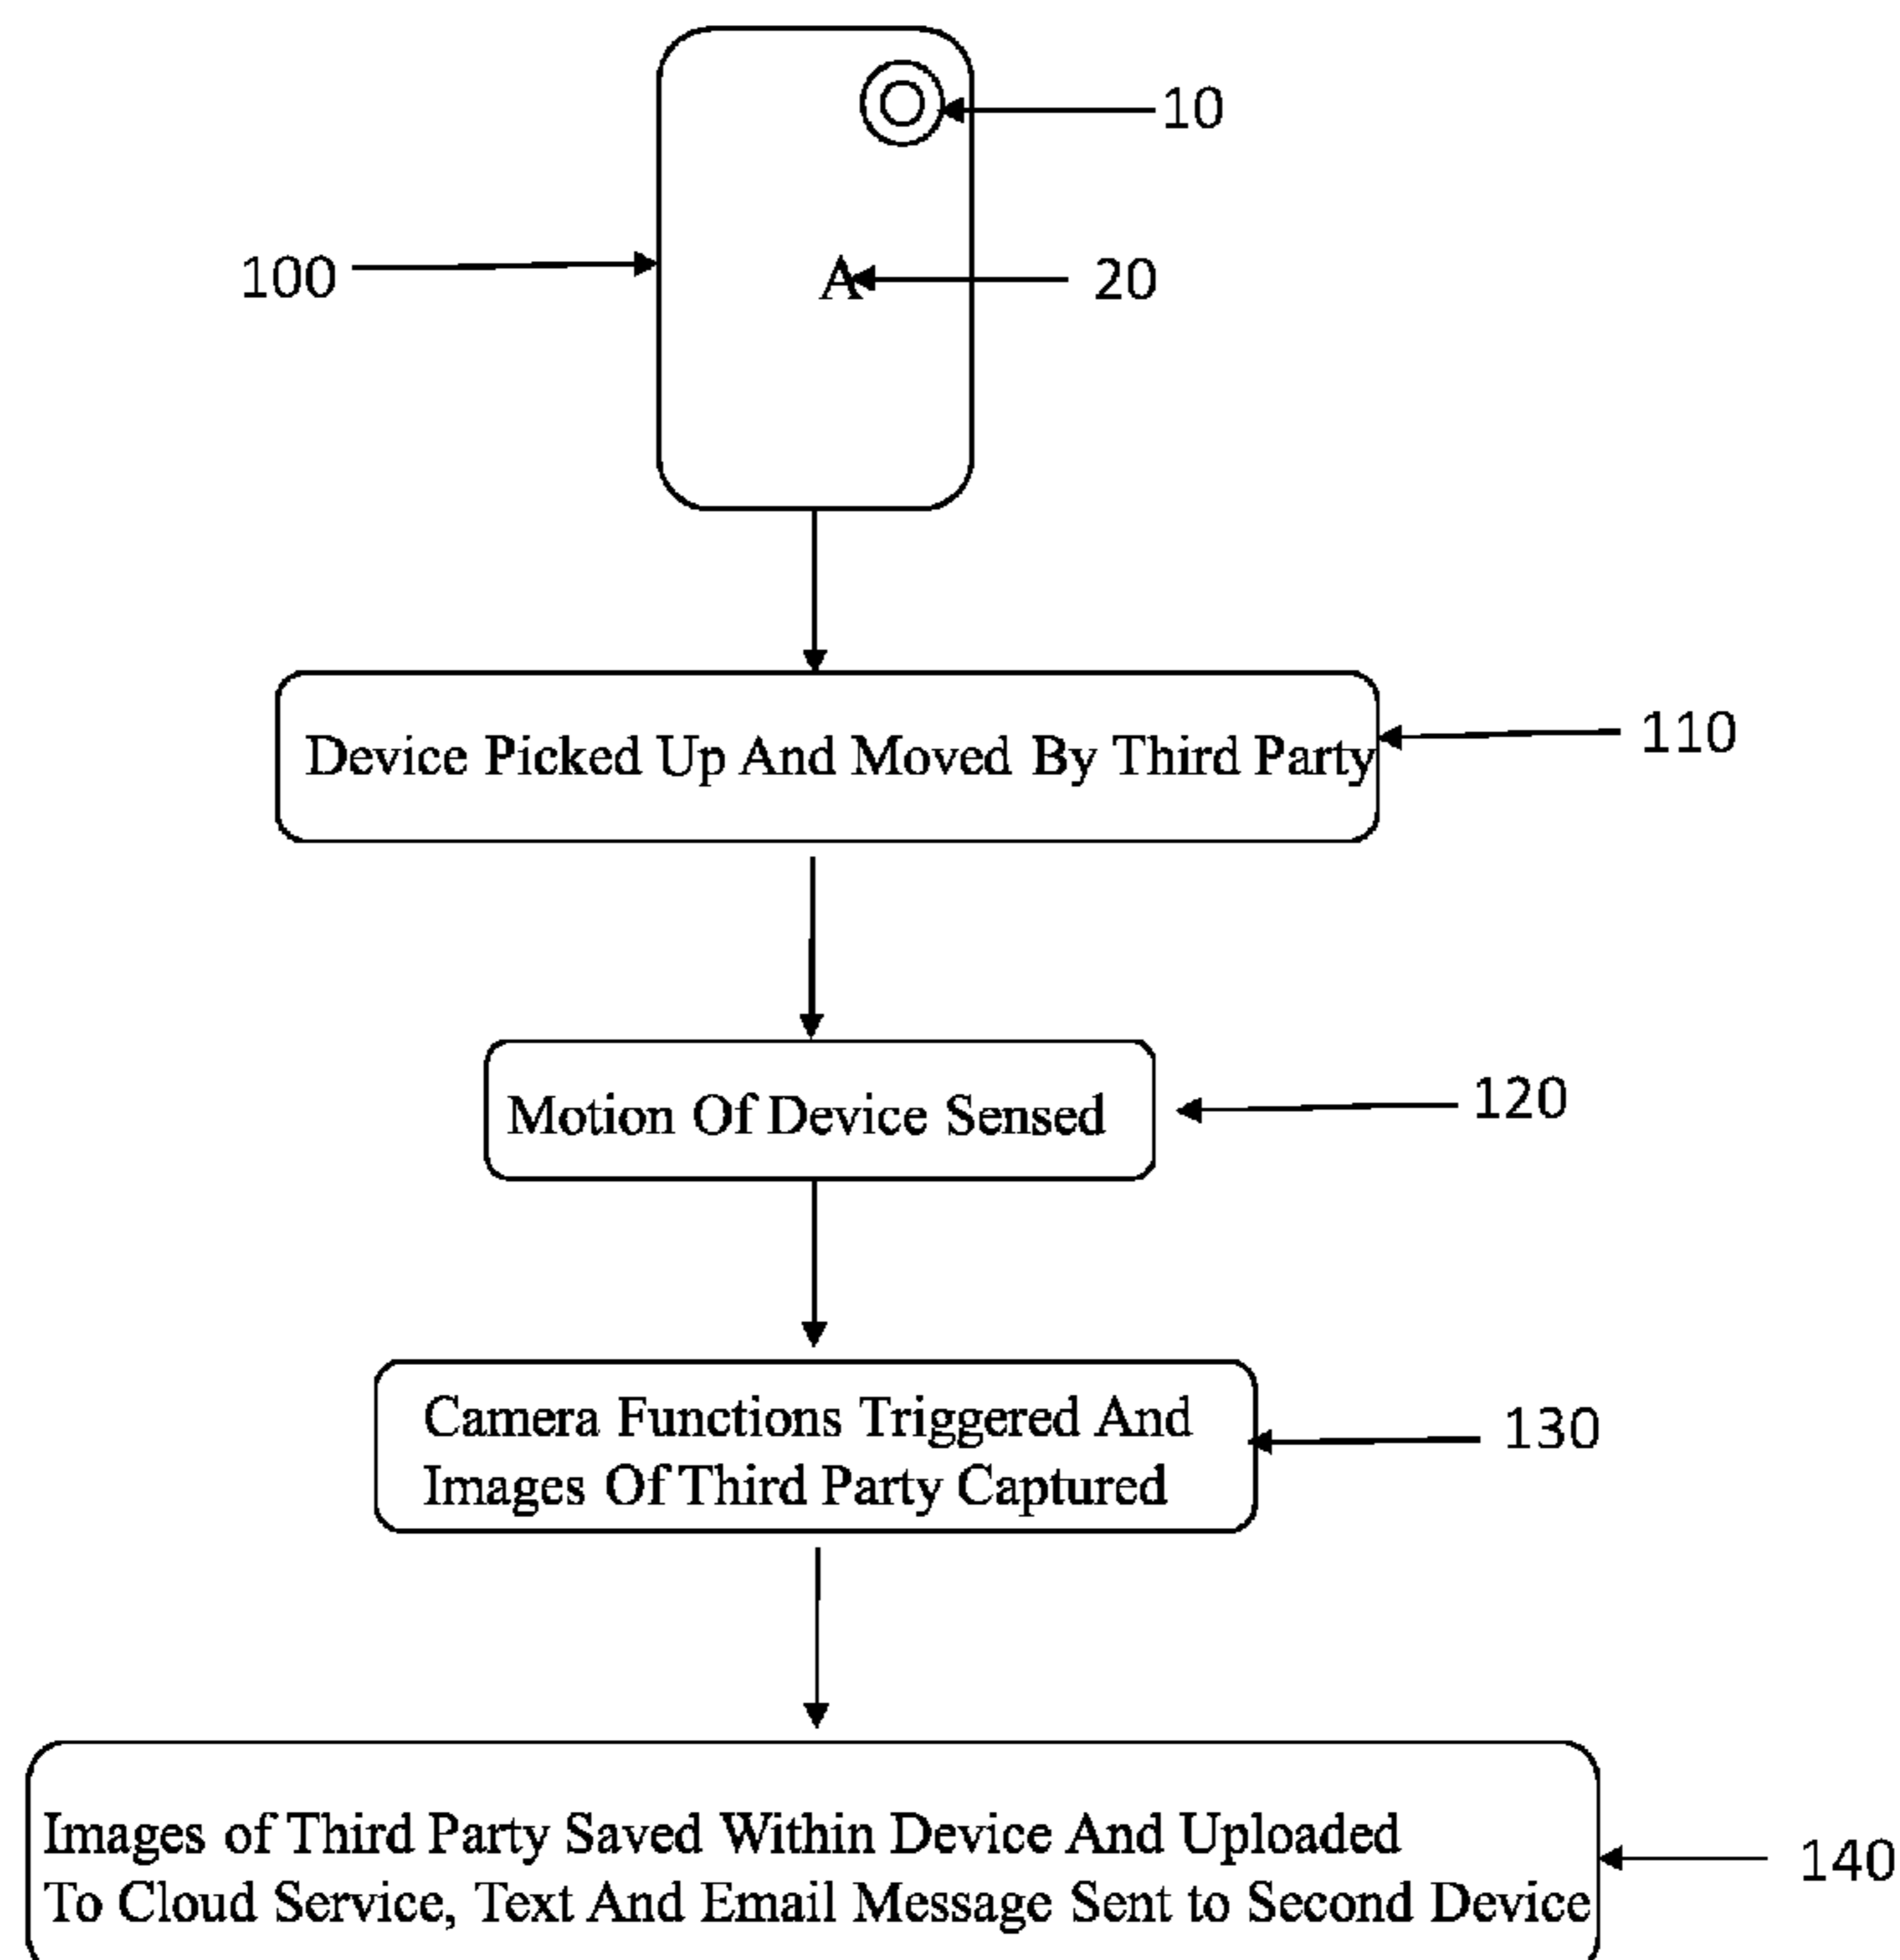 10
100
A
20
Device Picked Up And Moved By Third Party
110
Motion Of Device Sensed
120
Camera Functions Triggered And
Images Of Third Party Captured
130
Images of Third Party Saved Within Device And Uploaded
To Cloud Service, Text And Email Message Sent to Second Device
140